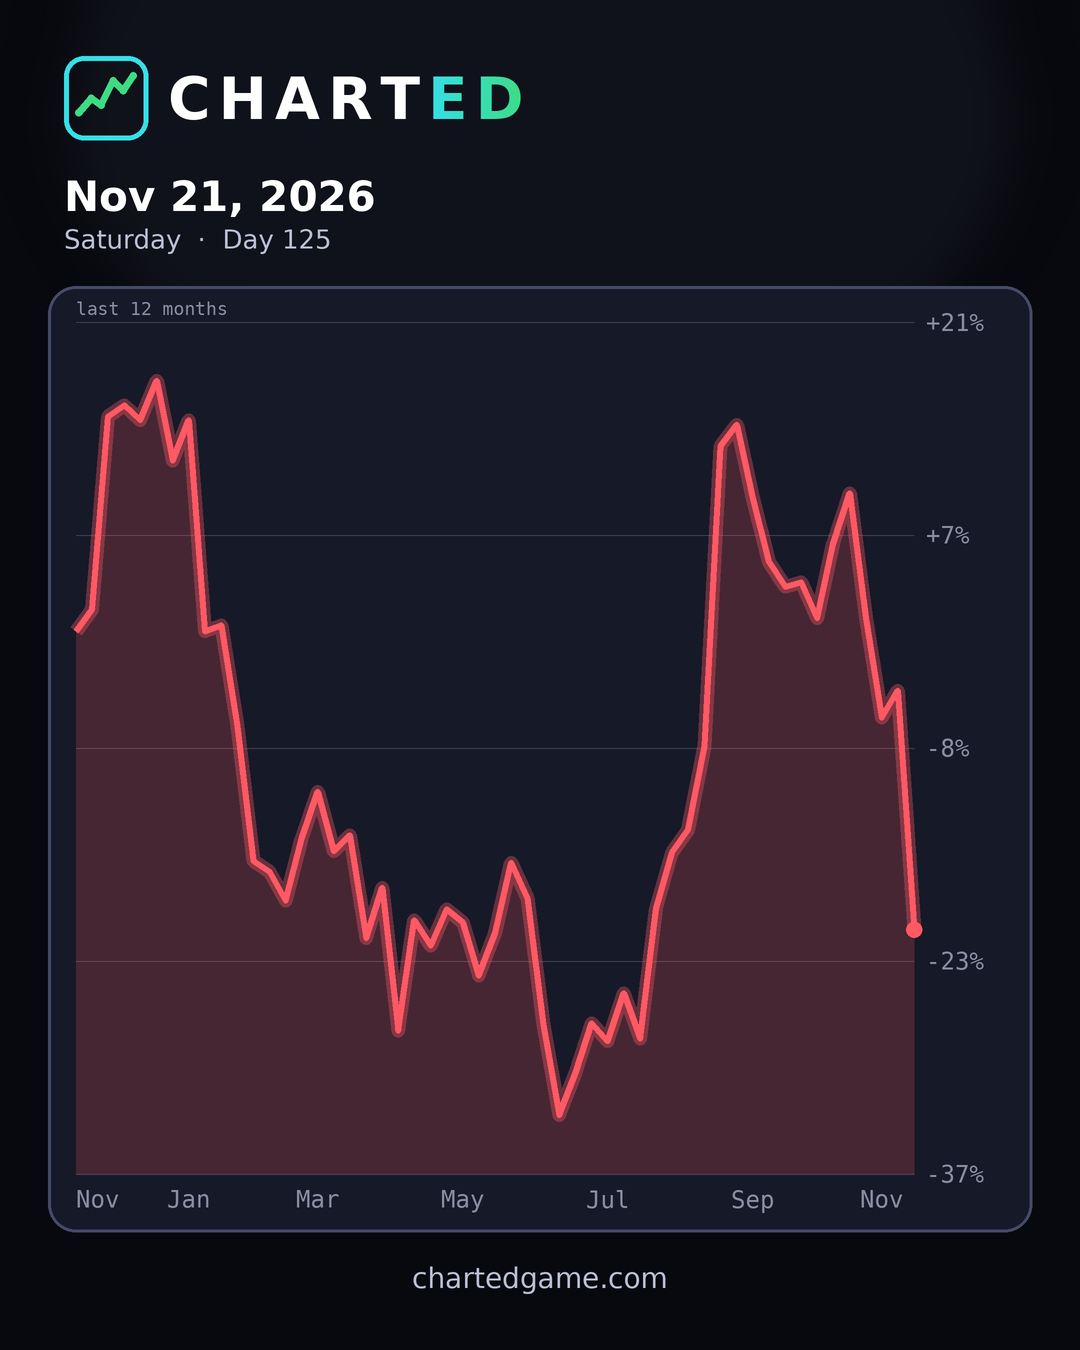 CHARTED
Nov 21, 2026
Saturday · Day 125
last 12 months
+21%
+7%
-8%
-23%
-37%
Nov Jan Mar May Jul Sep Nov
chartedgame.com